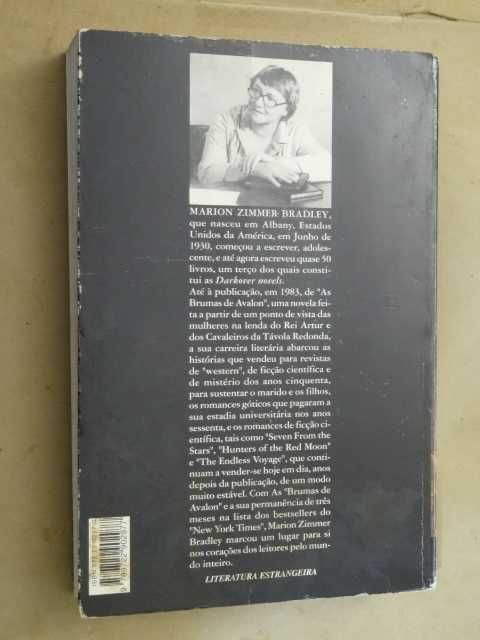 MARION ZIMMER BRADLEY,
que nasceu em Albany, Estados
Unidos da América, em Junho de
1930, começou a escrever, adoles-
cente, e até agora escreveu quase 50
livros, um terço dos quais consti-
tui as Darkover novels.
Até à publicação, em 1983, de "As
Brumas de Avalon", uma novela fei-
ta a partir de um ponto de vista das
mulheres na lenda do Rei Artur e
dos Cavaleiros da Távola Redonda,
a sua carreira literária abarcou as
histórias que vendeu para revistas
de "western", de ficção científica e
de mistério dos anos cinquenta,
para sustentar o marido e os filhos,
os romances góticos que pagaram a
sua estadia universitária nos anos
sessenta, e os romances de ficção ci-
entífica, tais como "Seven From the
Stars", "Hunters of the Red Moon"
e "The Endless Voyage", que conti-
nuam a vender-se hoje em dia, anos
depois da publicação, de um modo
muito estável. Com As "Brumas de
Avalon" e a sua permanência de três
meses na lista dos bestsellers do
"New York Times", Marion Zimmer
Bradley marcou um lugar para si
nos corações dos leitores pelo mun-
do inteiro.
LITERATURA ESTRANGEIRA
ISBN